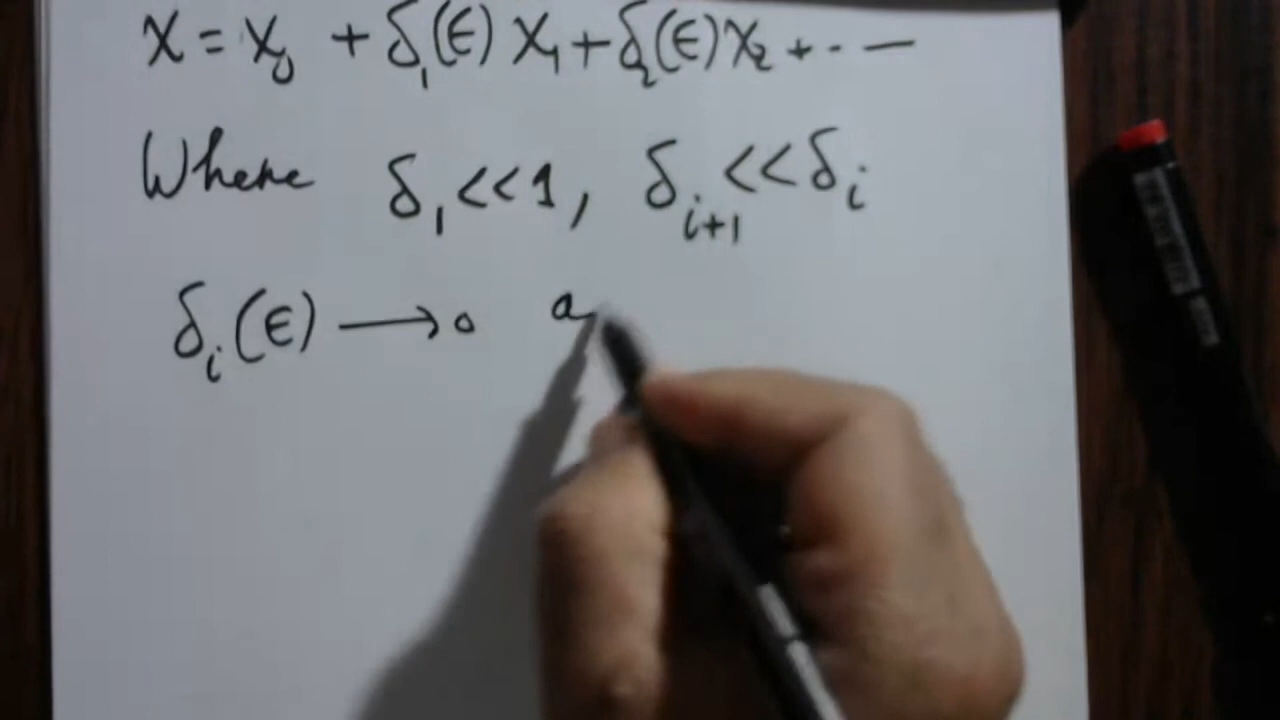 x = x₀ + δ₁(ϵ) x₁ + δ₂(ϵ) x₂ + ---
Where δ₁ << 1, δᵢ₊₁ << δᵢ
δᵢ(ϵ) → 0 a